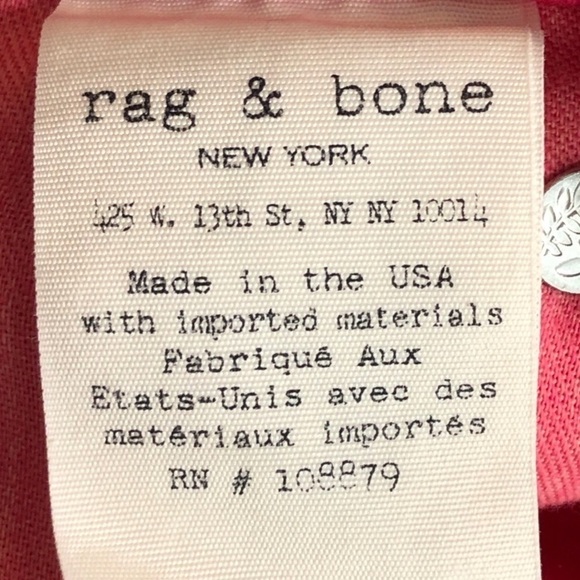 rag & bone
NEW YORK
425 W. 13th St, NY NY 10014
Made in the USA
with imported materials
Fabriqué Aux
Etats-Unis avec des
matériaux importés
RN # 108879